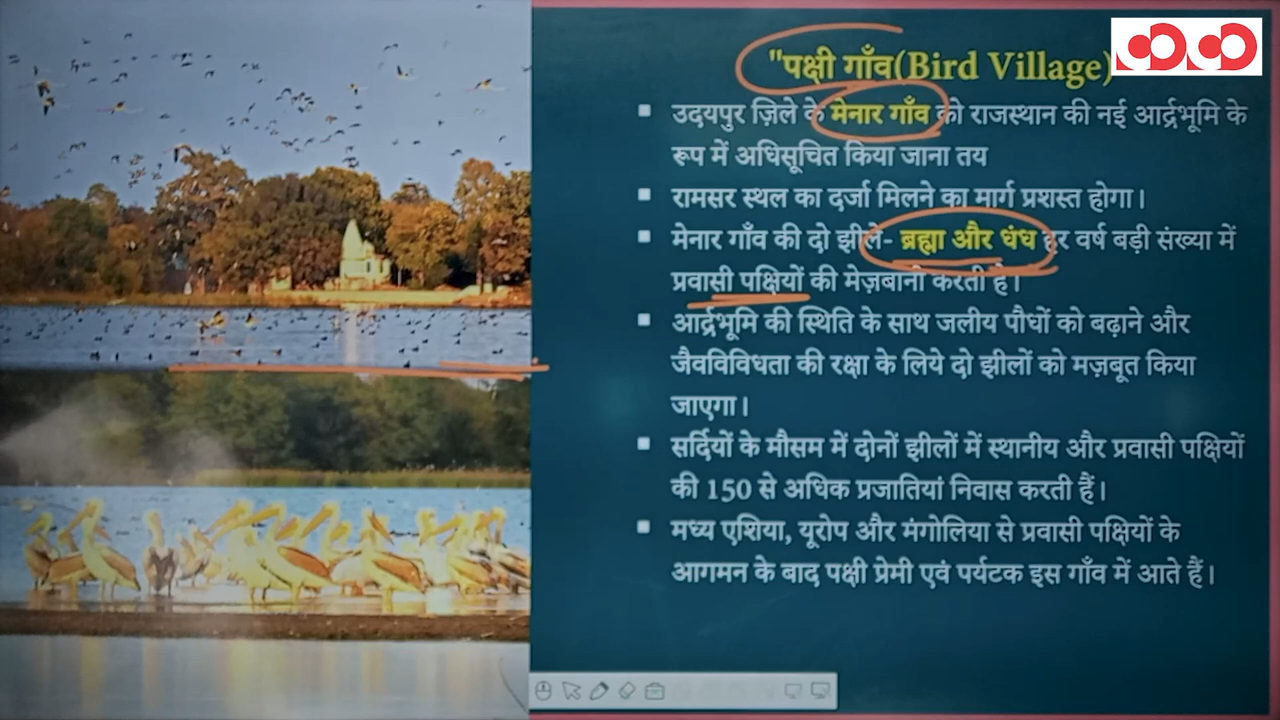 "पक्षी गाँव(Bird Village)
▪ उदयपुर ज़िले के मेनार गाँव को राजस्थान की नई आर्द्रभूमि के
रूप में अधिसूचित किया जाना तय
▪ रामसर स्थल का दर्जा मिलने का मार्ग प्रशस्त होगा।
▪ मेनार गाँव की दो झीले- ब्रह्मा और धंध हर वर्ष बड़ी संख्या में
प्रवासी पक्षियों की मेज़बानी करती है।
▪ आर्द्रभूमि की स्थिति के साथ जलीय पौधों को बढ़ाने और
जैवविविधता की रक्षा के लिये दो झीलों को मज़बूत किया
जाएगा।
▪ सर्दियों के मौसम में दोनों झीलों में स्थानीय और प्रवासी पक्षियों
की 150 से अधिक प्रजातियां निवास करती हैं।
▪ मध्य एशिया, यूरोप और मंगोलिया से प्रवासी पक्षियों के
आगमन के बाद पक्षी प्रेमी एवं पर्यटक इस गाँव में आते हैं।